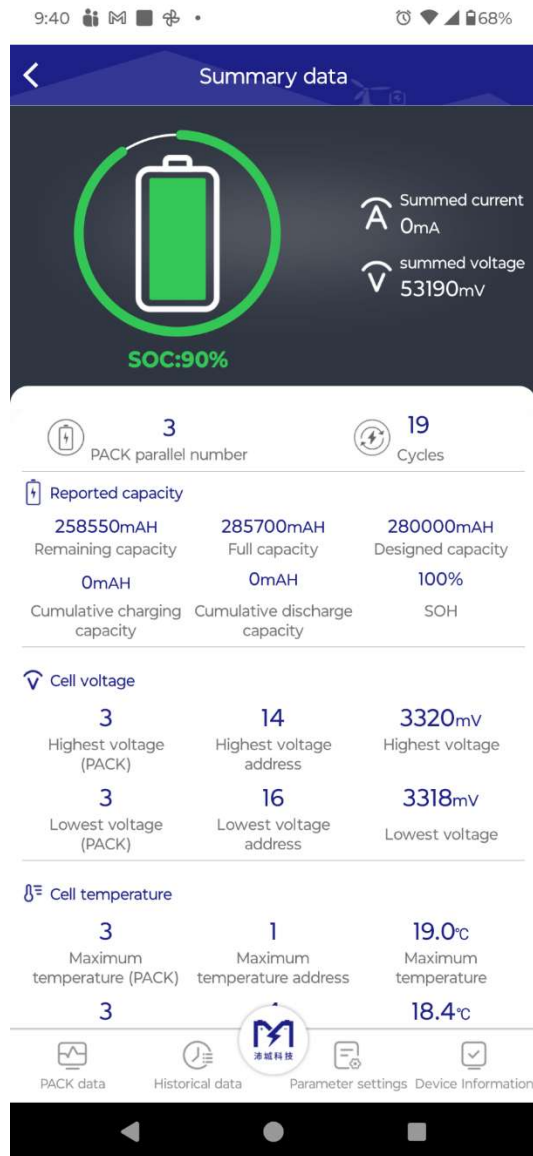 9:40
68%
Summary data
Summed current
0mA
summed voltage
53190mV
SOC:90%
3
PACK parallel number
19
Cycles
Reported capacity
258550mAH
285700mAH
280000mAH
Remaining capacity
Full capacity
Designed capacity
0mAH
0mAH
100%
Cumulative charging
capacity
Cumulative discharge
capacity
SOH
Cell voltage
3
14
3320mV
Highest voltage
(PACK)
Highest voltage
address
Highest voltage
3
16
3318mV
Lowest voltage
(PACK)
Lowest voltage
address
Lowest voltage
Cell temperature
3
1
19.0℃
Maximum
temperature (PACK)
Maximum
temperature address
Maximum
temperature
3
18.4℃
沛城科技
PACK data
Historical data
Parameter settings
Device Information